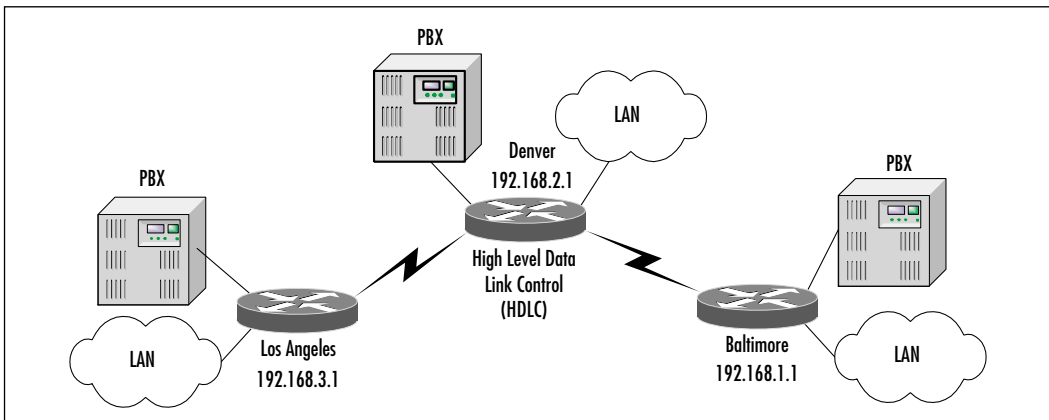 PBX
LAN
Denver
192.168.2.1
PBX
PBX
High Level Data
Link Control
(HDLC)
LAN
Los Angeles
192.168.3.1
Baltimore
192.168.1.1
LAN